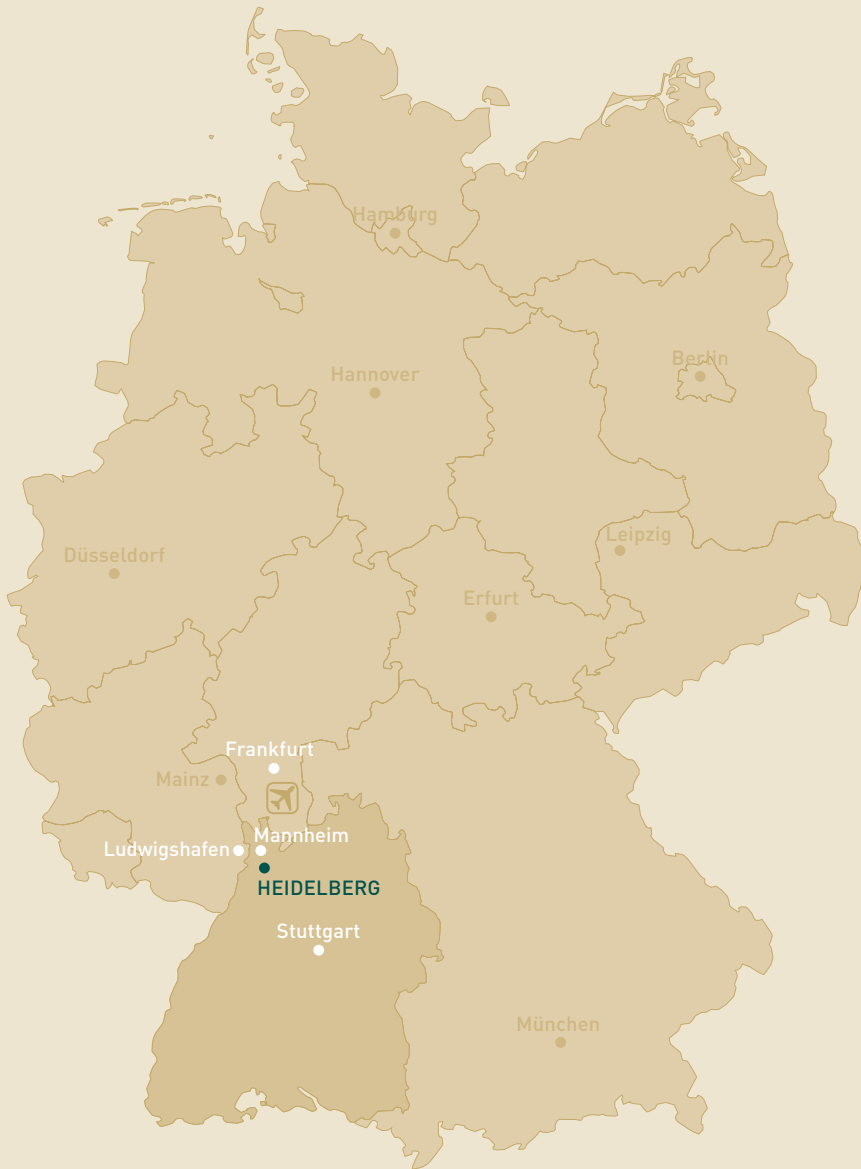 Hamburg
Berlin
Hannover
Leipzig
Düsseldorf
Erfurt
Frankfurt
Mainz
Mannheim
Ludwigshafen
HEIDELBERG
Stuttgart
München